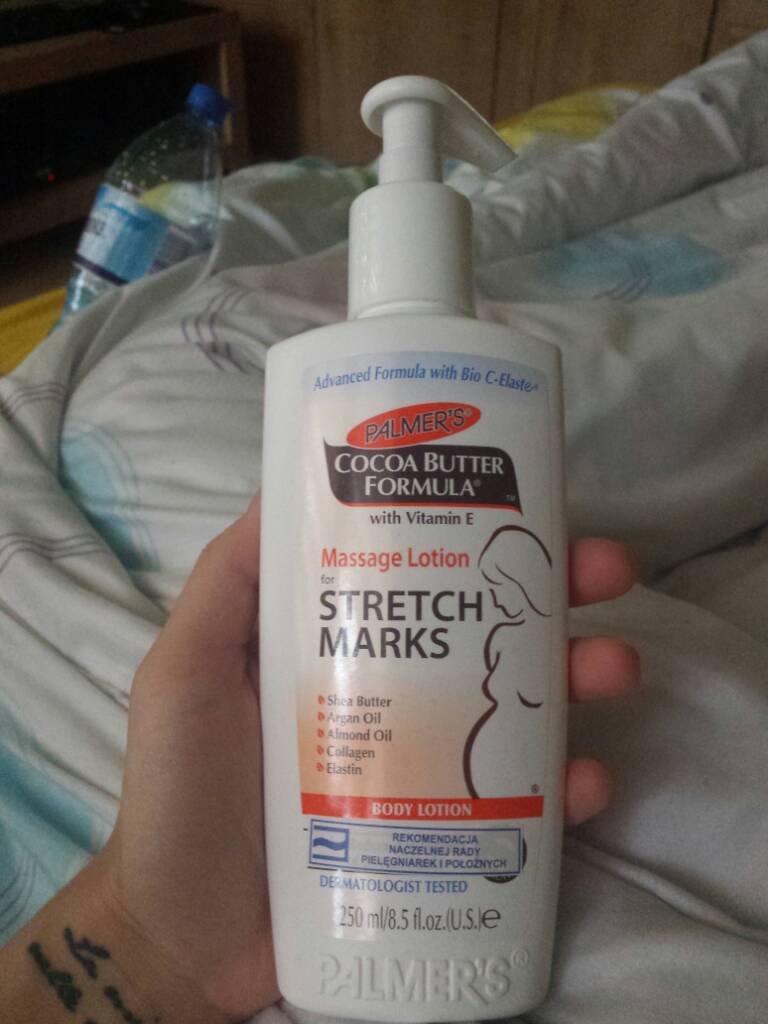 Advanced Formula with Bio C-Elaste®
PALMER'S®
COCOA BUTTER
FORMULA®
TM
with Vitamin E
Massage Lotion
for
STRETCH
MARKS
Shea Butter
Argan Oil
Almond Oil
Collagen
Elastin
®
BODY LOTION
REKOMENDACJA
NACZELNEJ RADY
PIELĘGNIAREK I POŁOŻNYCH
DERMATOLOGIST TESTED
250 ml/8.5 fl.oz.(U.S.)e
PALMER'S®